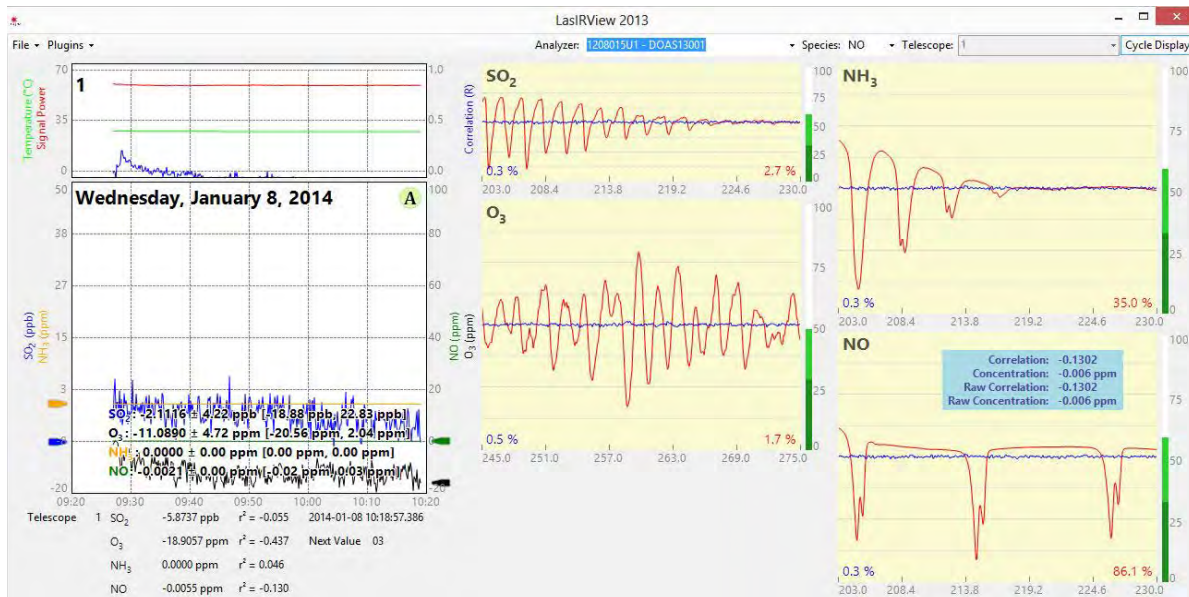 LasIRView 2013
File Plugins Analyzer: 1208015U1 - DOAS13001 Species: NO Telescope: 1 Cycle Display
70 1 1.0
35 0.5
0 0.0
Temperature (°C)
Signal Power
Correlation (R)
50 Wednesday, January 8, 2014 A 100
38 80
27 60
15 40
3 20
0 0
-20 -20
SO2 (ppb)
NH3 (ppm)
NO (ppm)
O3 (ppm)
SO2: -2.1116 ± 4.22 ppb [-18.88 ppb, 22.83 ppb]
O3: -11.0890 ± 4.72 ppm [-20.56 ppm, 2.04 ppm]
NH3: 0.0000 ± 0.00 ppm [0.00 ppm, 0.00 ppm]
NO: -0.0021 ± 0.00 ppm [-0.02 ppm, 0.03 ppm]
09:20 09:30 09:40 09:50 10:00 10:10 10:20
Telescope 1 SO2 -5.8737 ppb r² = -0.055 2014-01-08 10:18:57.386
O3 -18.9057 ppm r² = -0.437 Next Value 03
NH3 0.0000 ppm r² = 0.046
NO -0.0055 ppm r² = -0.130
SO2 100
75
50
25
0.3 % 2.7 % 0
203.0 208.4 213.8 219.2 224.6 230.0
O3 100
75
50
25
0.5 % 1.7 % 0
245.0 251.0 257.0 263.0 269.0 275.0
NH3 100
75
50
25
0.3 % 35.0 % 0
203.0 208.4 213.8 219.2 224.6 230.0
NO 100
Correlation: -0.1302
Concentration: -0.006 ppm
Raw Correlation: -0.1302
Raw Concentration: -0.006 ppm
75
50
25
0.3 % 86.1 % 0
203.0 208.4 213.8 219.2 224.6 230.0